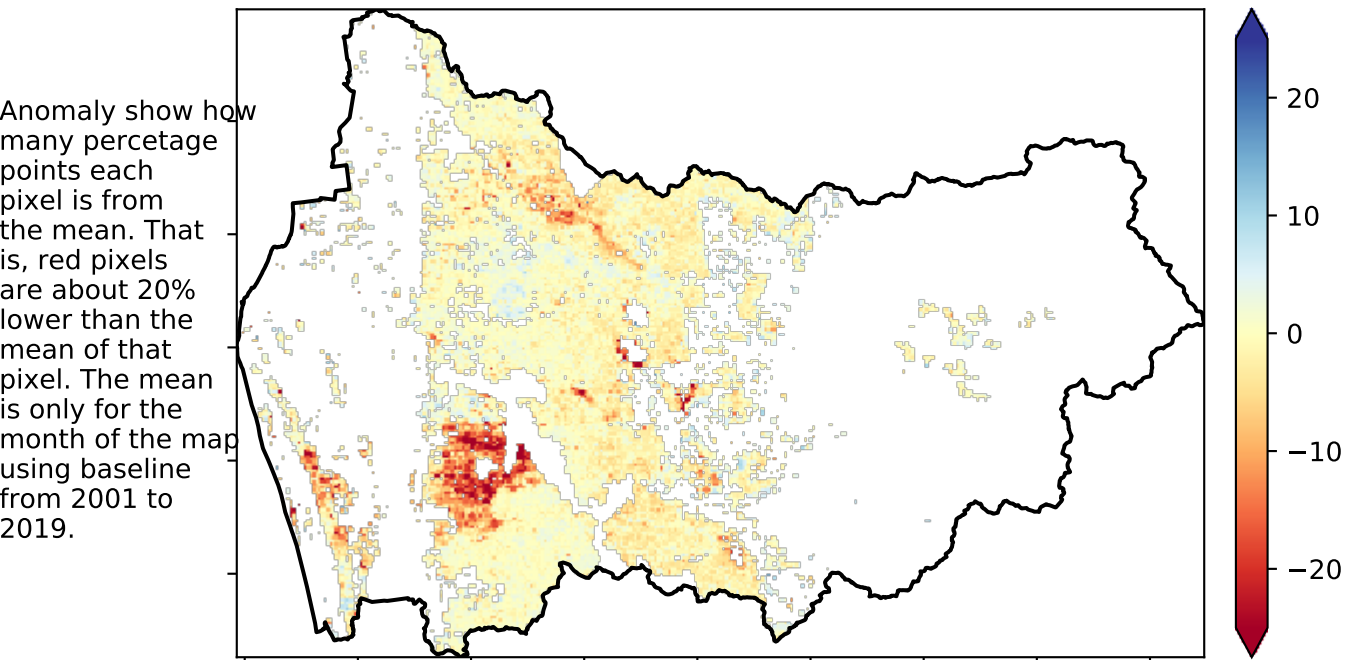 Anomaly show how
many percetage
points each
pixel is from
the mean. That
is, red pixels
are about 20%
lower than the
mean of that
pixel. The mean
is only for the
month of the map
using baseline
from 2001 to
2019.
20
10
0
−10
−20